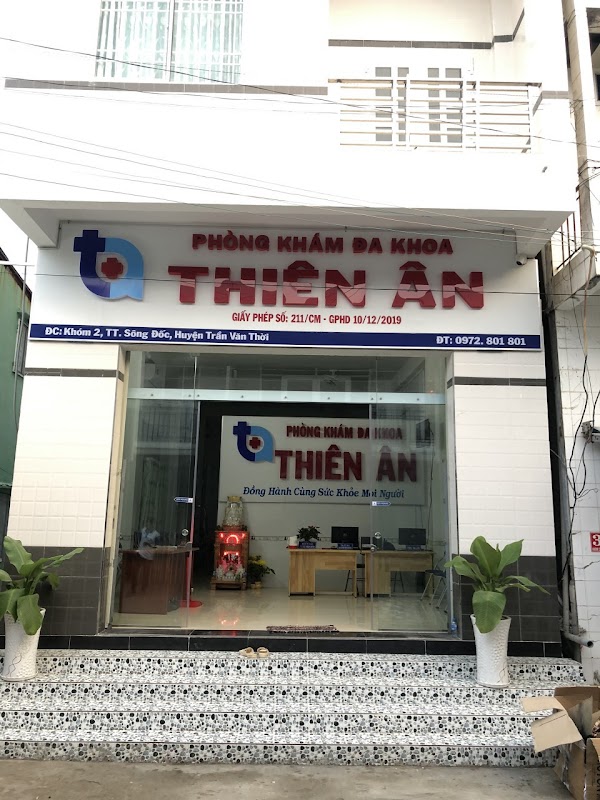 PHÒNG KHÁM ĐA KHOA
THIÊN ÂN
GIẤY PHÉP SỐ: 211/CM - GPHĐ 10/12/2019
ĐC: Khóm 2, TT. Sông Đốc, Huyện Trần Văn Thời ĐT: 0972. 801 801
PHÒNG KHÁM ĐA KHOA
THIÊN ÂN
Đồng Hành Cùng Sức Khỏe Mọi Người